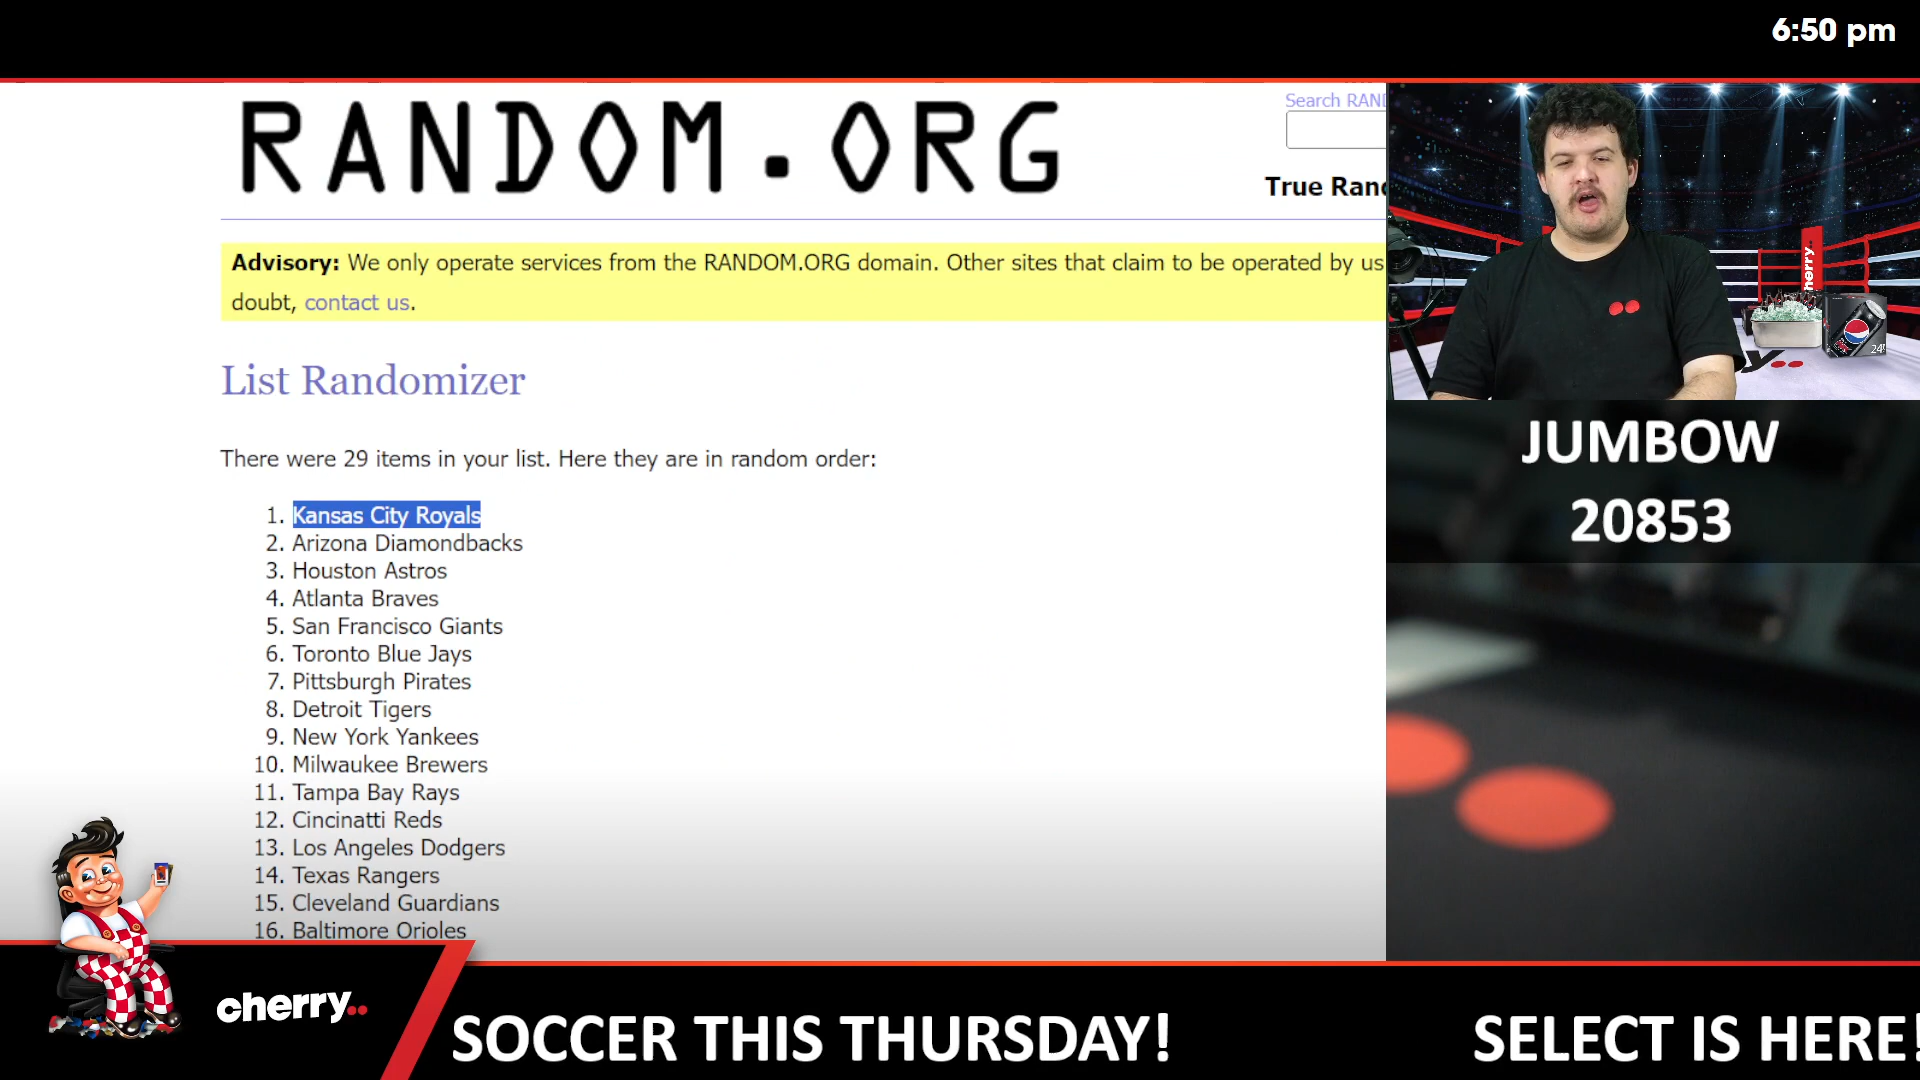 6:50 pm
RANDOM.ORG
Search RAND
True Rand
Advisory: We only operate services from the RANDOM.ORG domain. Other sites that claim to be operated by us
doubt, contact us.
List Randomizer
There were 29 items in your list. Here they are in random order:
1. Kansas City Royals
2. Arizona Diamondbacks
3. Houston Astros
4. Atlanta Braves
5. San Francisco Giants
6. Toronto Blue Jays
7. Pittsburgh Pirates
8. Detroit Tigers
9. New York Yankees
10. Milwaukee Brewers
11. Tampa Bay Rays
12. Cincinatti Reds
13. Los Angeles Dodgers
14. Texas Rangers
15. Cleveland Guardians
16. Baltimore Orioles
herry.
24
JUMBOW
20853
cherry..
SOCCER THIS THURSDAY!
SELECT IS HERE!